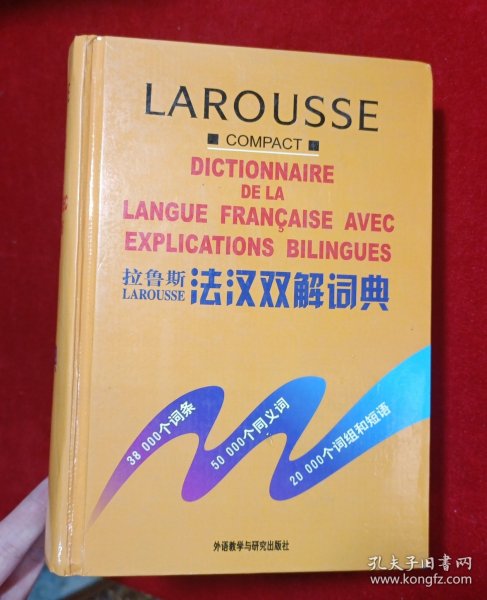 LAROUSSE
COMPACT
DICTIONNAIRE
DE LA
LANGUE FRANÇAISE AVEC
EXPLICATIONS BILINGUES
拉鲁斯
LAROUSSE
法汉双解词典
38 000个词条
50 000个同义词
20 000个词组和短语
外语教学与研究出版社
孔夫子旧书网
www.kongfz.com